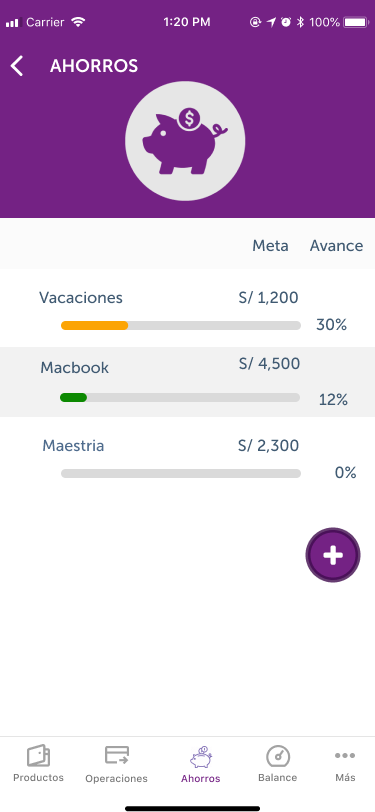 Carrier 1:20 PM 100%
AHORROS
$
Meta Avance
Vacaciones S/ 1,200
30%
Macbook S/ 4,500
12%
Maestria S/ 2,300
0%
Productos Operaciones Ahorros Balance Más